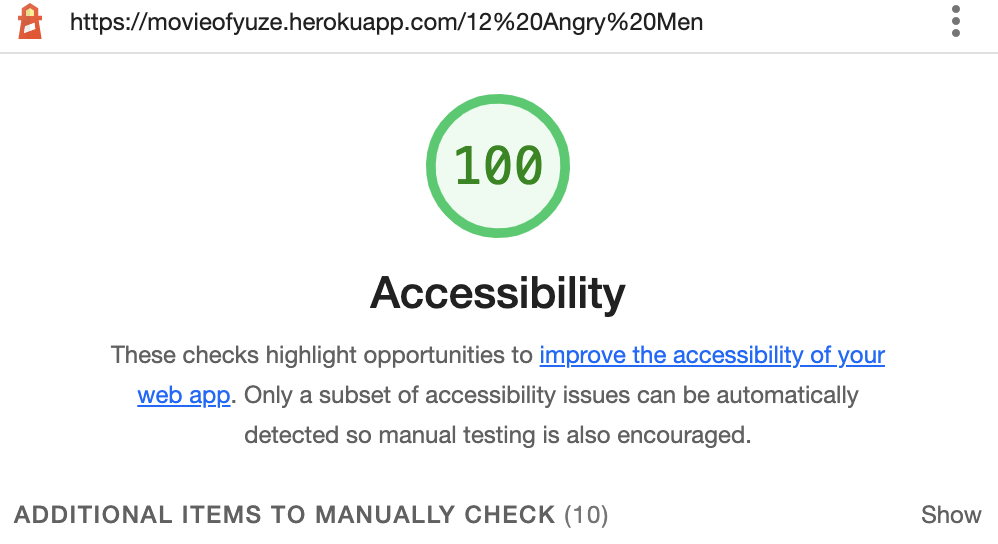 https://movieofyuze.herokuapp.com/12%20Angry%20Men
100
Accessibility
These checks highlight opportunities to improve the accessibility of your
web app. Only a subset of accessibility issues can be automatically
detected so manual testing is also encouraged.
ADDITIONAL ITEMS TO MANUALLY CHECK (10) Show